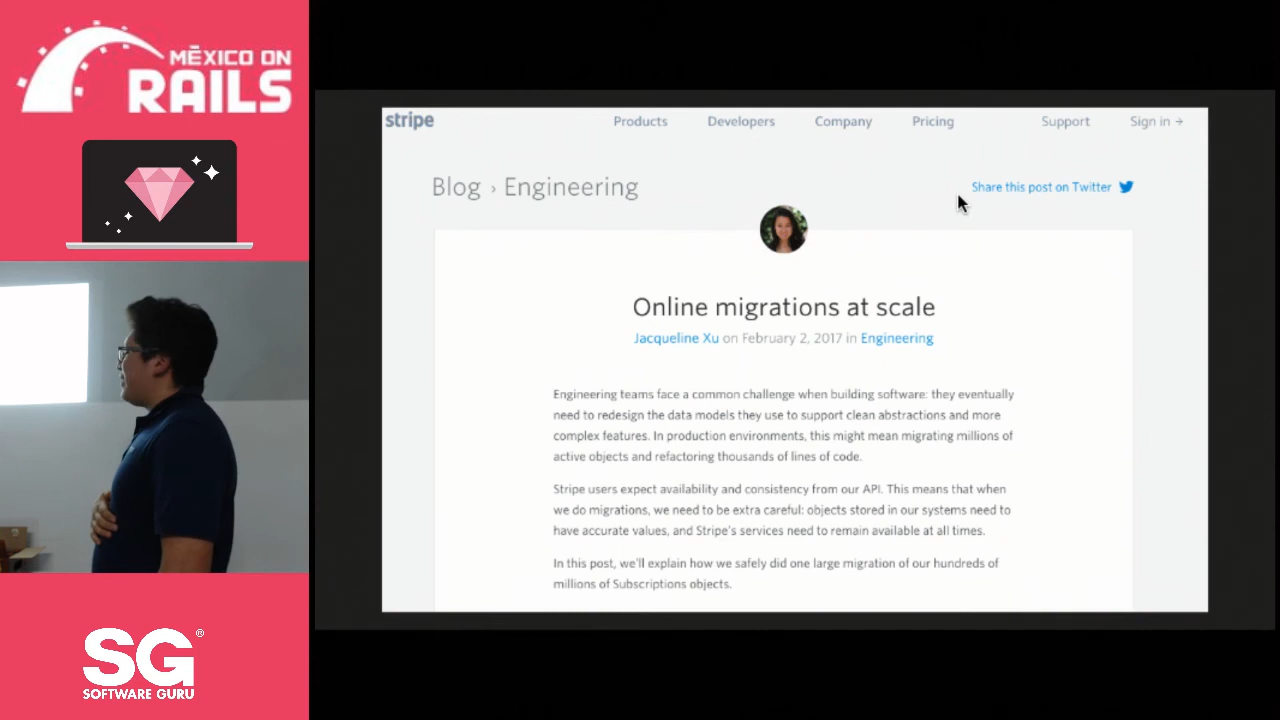 MÉXICO ON
RAILS
SG®
SOFTWARE GURU
stripe
Products
Developers
Company
Pricing
Support
Sign in →
Blog › Engineering
Share this post on Twitter
Online migrations at scale
Jacqueline Xu on February 2, 2017 in Engineering
Engineering teams face a common challenge when building software: they eventually
need to redesign the data models they use to support clean abstractions and more
complex features. In production environments, this might mean migrating millions of
active objects and refactoring thousands of lines of code.
Stripe users expect availability and consistency from our API. This means that when
we do migrations, we need to be extra careful: objects stored in our systems need to
have accurate values, and Stripe's services need to remain available at all times.
In this post, we'll explain how we safely did one large migration of our hundreds of
millions of Subscriptions objects.